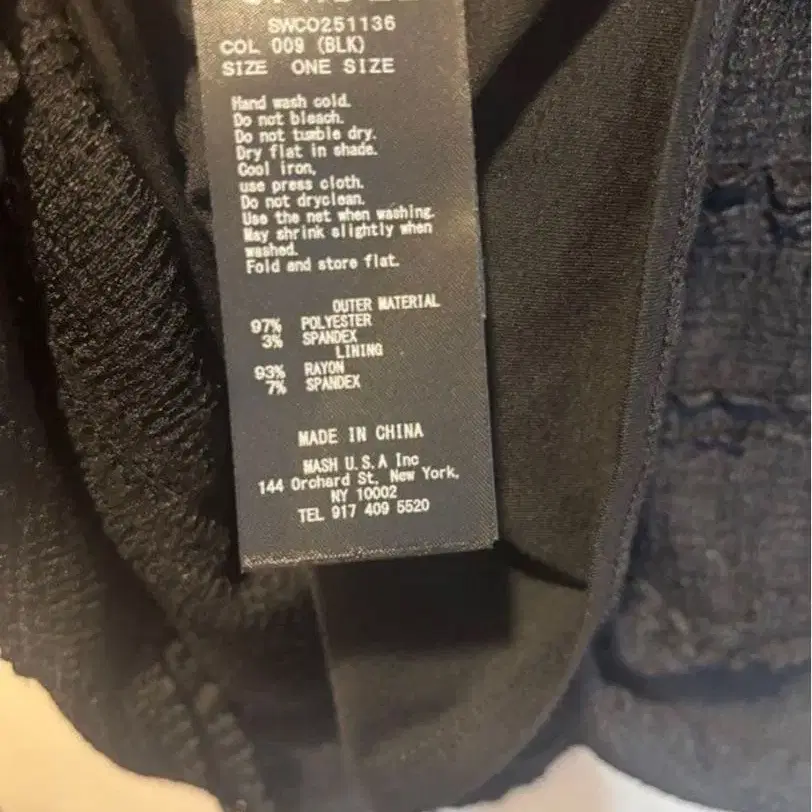 SWCO251136
COL 009 (BLK)
SIZE ONE SIZE
Hand wash cold.
Do not bleach.
Do not tumble dry.
Dry flat in shade.
Cool iron,
use press cloth.
Do not dryclean.
Use the net when washing.
May shrink slightly when
washed.
Fold and store flat.
OUTER MATERIAL
97% POLYESTER
3% SPANDEX
LINING
93% RAYON
7% SPANDEX
MADE IN CHINA
MASH U.S.A Inc
144 Orchard St, New York,
NY 10002
TEL 917 409 5520